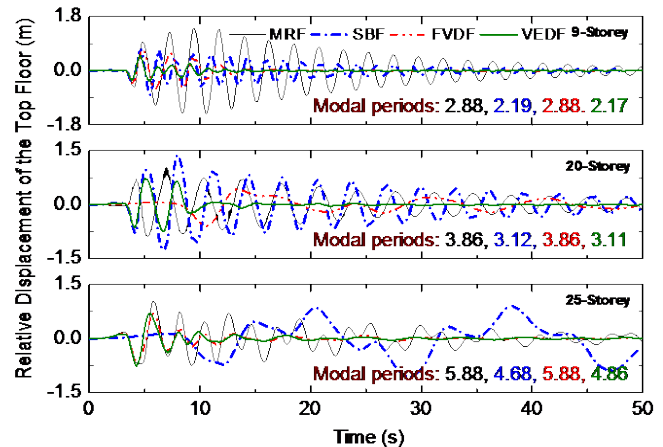 Relative Displacement of the Top Floor (m)
MRF SBF FVDF VEDF
9-Storey
1.8
0.0
-1.8
Modal periods: 2.88, 2.19, 2.88. 2.17
20-Storey
1.5
0.0
-1.5
Modal periods: 3.86, 3.12, 3.86, 3.11
25-Storey
1.5
0.0
-1.5
Modal periods: 5.88, 4.68, 5.88, 4.86
0 10 20 30 40 50
Time (s)